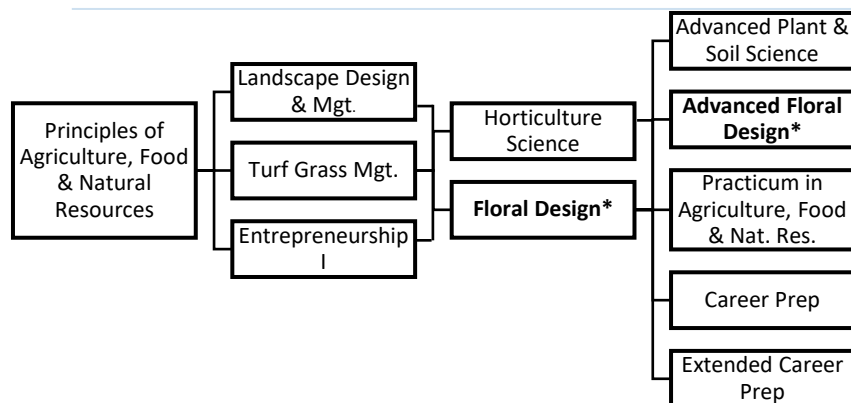 Principles of
Agriculture, Food
& Natural
Resources
Landscape Design
& Mgt.
Turf Grass Mgt.
Entrepreneurship
I
Horticulture
Science
Floral Design*
Advanced Plant &
Soil Science
Advanced Floral
Design*
Practicum in
Agriculture, Food
& Nat. Res.
Career Prep
Extended Career
Prep